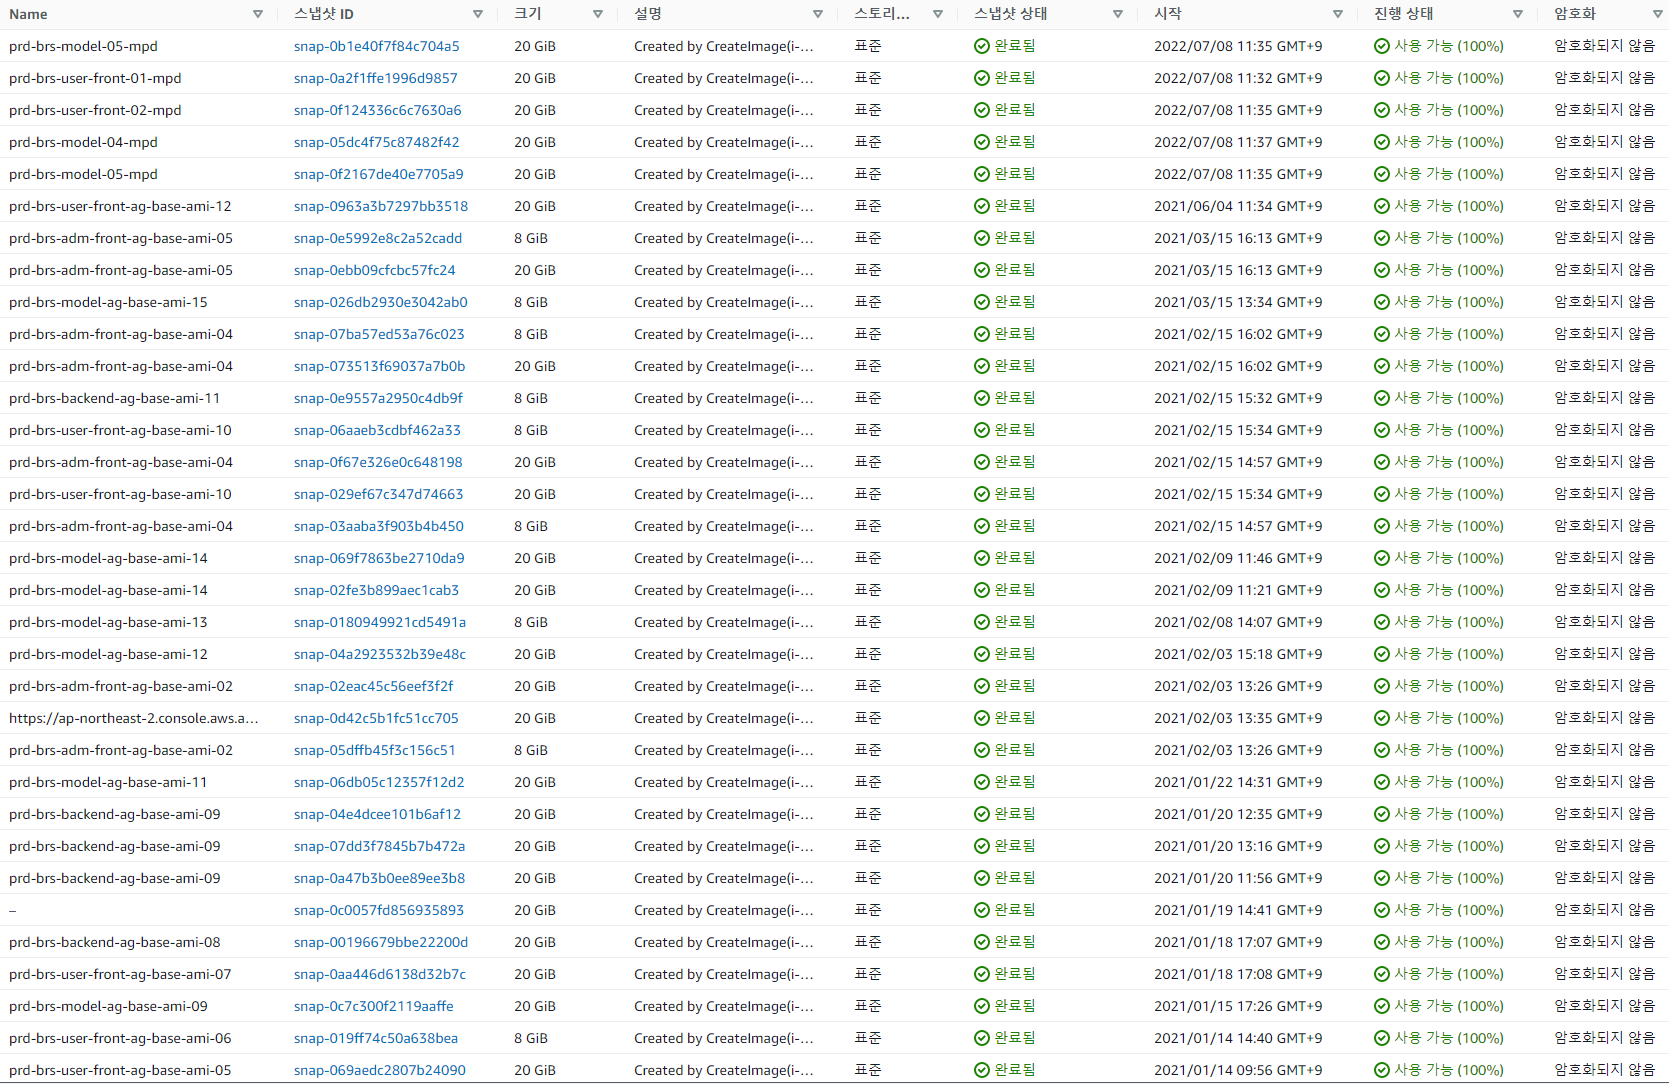 Name 스냅샷 ID 크기 설명 스토리... 스냅샷 상태 시작 진행 상태 암호화
prd-brs-model-05-mpd snap-0b1e40f7f84c704a5 20 GiB Created by CreateImage(i-... 표준 완료됨 2022/07/08 11:35 GMT+9 사용 가능 (100%) 암호화되지 않음
prd-brs-user-front-01-mpd snap-0a2f1ffe1996d9857 20 GiB Created by CreateImage(i-... 표준 완료됨 2022/07/08 11:32 GMT+9 사용 가능 (100%) 암호화되지 않음
prd-brs-user-front-02-mpd snap-0f124336c6c7630a6 20 GiB Created by CreateImage(i-... 표준 완료됨 2022/07/08 11:35 GMT+9 사용 가능 (100%) 암호화되지 않음
prd-brs-model-04-mpd snap-05dc4f75c87482f42 20 GiB Created by CreateImage(i-... 표준 완료됨 2022/07/08 11:37 GMT+9 사용 가능 (100%) 암호화되지 않음
prd-brs-model-05-mpd snap-0f2167de40e7705a9 20 GiB Created by CreateImage(i-... 표준 완료됨 2022/07/08 11:35 GMT+9 사용 가능 (100%) 암호화되지 않음
prd-brs-user-front-ag-base-ami-12 snap-0963a3b7297bb3518 20 GiB Created by CreateImage(i-... 표준 완료됨 2021/06/04 11:34 GMT+9 사용 가능 (100%) 암호화되지 않음
prd-brs-adm-front-ag-base-ami-05 snap-0e5992e8c2a52cadd 8 GiB Created by CreateImage(i-... 표준 완료됨 2021/03/15 16:13 GMT+9 사용 가능 (100%) 암호화되지 않음
prd-brs-adm-front-ag-base-ami-05 snap-0ebb09cfcbc57fc24 20 GiB Created by CreateImage(i-... 표준 완료됨 2021/03/15 16:13 GMT+9 사용 가능 (100%) 암호화되지 않음
prd-brs-model-ag-base-ami-15 snap-026db2930e3042ab0 8 GiB Created by CreateImage(i-... 표준 완료됨 2021/03/15 13:34 GMT+9 사용 가능 (100%) 암호화되지 않음
prd-brs-adm-front-ag-base-ami-04 snap-07ba57ed53a76c023 8 GiB Created by CreateImage(i-... 표준 완료됨 2021/02/15 16:02 GMT+9 사용 가능 (100%) 암호화되지 않음
prd-brs-adm-front-ag-base-ami-04 snap-073513f69037a7b0b 20 GiB Created by CreateImage(i-... 표준 완료됨 2021/02/15 16:02 GMT+9 사용 가능 (100%) 암호화되지 않음
prd-brs-backend-ag-base-ami-11 snap-0e9557a2950c4db9f 8 GiB Created by CreateImage(i-... 표준 완료됨 2021/02/15 15:32 GMT+9 사용 가능 (100%) 암호화되지 않음
prd-brs-user-front-ag-base-ami-10 snap-06aaeb3cdbf462a33 8 GiB Created by CreateImage(i-... 표준 완료됨 2021/02/15 15:34 GMT+9 사용 가능 (100%) 암호화되지 않음
prd-brs-adm-front-ag-base-ami-04 snap-0f67e326e0c648198 20 GiB Created by CreateImage(i-... 표준 완료됨 2021/02/15 14:57 GMT+9 사용 가능 (100%) 암호화되지 않음
prd-brs-user-front-ag-base-ami-10 snap-029ef67c347d74663 20 GiB Created by CreateImage(i-... 표준 완료됨 2021/02/15 15:34 GMT+9 사용 가능 (100%) 암호화되지 않음
prd-brs-adm-front-ag-base-ami-04 snap-03aaba3f903b4b450 8 GiB Created by CreateImage(i-... 표준 완료됨 2021/02/15 14:57 GMT+9 사용 가능 (100%) 암호화되지 않음
prd-brs-model-ag-base-ami-14 snap-069f7863be2710da9 20 GiB Created by CreateImage(i-... 표준 완료됨 2021/02/09 11:46 GMT+9 사용 가능 (100%) 암호화되지 않음
prd-brs-model-ag-base-ami-14 snap-02fe3b899aec1cab3 20 GiB Created by CreateImage(i-... 표준 완료됨 2021/02/09 11:21 GMT+9 사용 가능 (100%) 암호화되지 않음
prd-brs-model-ag-base-ami-13 snap-0180949921cd5491a 8 GiB Created by CreateImage(i-... 표준 완료됨 2021/02/08 14:07 GMT+9 사용 가능 (100%) 암호화되지 않음
prd-brs-model-ag-base-ami-12 snap-04a2923532b39e48c 20 GiB Created by CreateImage(i-... 표준 완료됨 2021/02/03 15:18 GMT+9 사용 가능 (100%) 암호화되지 않음
prd-brs-adm-front-ag-base-ami-02 snap-02eac45c56eef3f2f 20 GiB Created by CreateImage(i-... 표준 완료됨 2021/02/03 13:26 GMT+9 사용 가능 (100%) 암호화되지 않음
https://ap-northeast-2.console.aws.a... snap-0d42c5b1fc51cc705 20 GiB Created by CreateImage(i-... 표준 완료됨 2021/02/03 13:35 GMT+9 사용 가능 (100%) 암호화되지 않음
prd-brs-adm-front-ag-base-ami-02 snap-05dffb45f3c156c51 8 GiB Created by CreateImage(i-... 표준 완료됨 2021/02/03 13:26 GMT+9 사용 가능 (100%) 암호화되지 않음
prd-brs-model-ag-base-ami-11 snap-06db05c12357f12d2 20 GiB Created by CreateImage(i-... 표준 완료됨 2021/01/22 14:31 GMT+9 사용 가능 (100%) 암호화되지 않음
prd-brs-backend-ag-base-ami-09 snap-04e4dcee101b6af12 20 GiB Created by CreateImage(i-... 표준 완료됨 2021/01/20 12:35 GMT+9 사용 가능 (100%) 암호화되지 않음
prd-brs-backend-ag-base-ami-09 snap-07dd3f7845b7b472a 20 GiB Created by CreateImage(i-... 표준 완료됨 2021/01/20 13:16 GMT+9 사용 가능 (100%) 암호화되지 않음
prd-brs-backend-ag-base-ami-09 snap-0a47b3b0ee89ee3b8 20 GiB Created by CreateImage(i-... 표준 완료됨 2021/01/20 11:56 GMT+9 사용 가능 (100%) 암호화되지 않음
– snap-0c0057fd856935893 20 GiB Created by CreateImage(i-... 표준 완료됨 2021/01/19 14:41 GMT+9 사용 가능 (100%) 암호화되지 않음
prd-brs-backend-ag-base-ami-08 snap-00196679bbe22200d 20 GiB Created by CreateImage(i-... 표준 완료됨 2021/01/18 17:07 GMT+9 사용 가능 (100%) 암호화되지 않음
prd-brs-user-front-ag-base-ami-07 snap-0aa446d6138d32b7c 20 GiB Created by CreateImage(i-... 표준 완료됨 2021/01/18 17:08 GMT+9 사용 가능 (100%) 암호화되지 않음
prd-brs-model-ag-base-ami-09 snap-0c7c300f2119aaffe 20 GiB Created by CreateImage(i-... 표준 완료됨 2021/01/15 17:26 GMT+9 사용 가능 (100%) 암호화되지 않음
prd-brs-user-front-ag-base-ami-06 snap-019ff74c50a638bea 8 GiB Created by CreateImage(i-... 표준 완료됨 2021/01/14 14:40 GMT+9 사용 가능 (100%) 암호화되지 않음
prd-brs-user-front-ag-base-ami-05 snap-069aedc2807b24090 20 GiB Created by CreateImage(i-... 표준 완료됨 2021/01/14 09:56 GMT+9 사용 가능 (100%) 암호화되지 않음